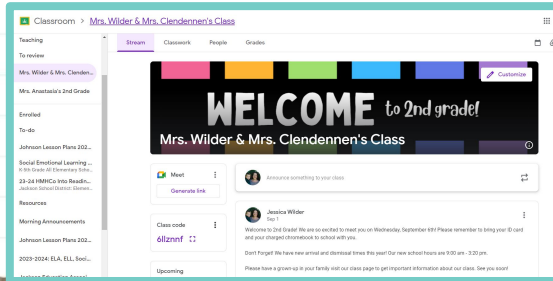 Classroom > Mrs. Wilder & Mrs. Clendennen's Class
Teaching
To review
Mrs. Wilder & Mrs. Clenden...
Mrs. Anastasia's 2nd Grade
Enrolled
To-do
Johnson Lesson Plans 202...
Social Emotional Learning ...
K-5th Grade All Elementary Scho...
23-24 HMHCo Into Readin...
Jackson School District: Elemen...
Resources
Morning Announcements
Johnson Lesson Plans 202...
2023-2024: ELA, ELL, Soci...
Jackson Education Associ...
Stream Classwork People Grades
Customize
WELCOME to 2nd grade!
Mrs. Wilder & Mrs. Clendennen's Class
Meet
Generate link
Class code
6llznnf
Upcoming
Announce something to your class
Jessica Wilder
Sep 1
Welcome to 2nd Grade! We are so excited to meet you on Wednesday, September 6th! Please remember to bring your ID card
and your charged chromebook to school with you.
Don't Forget! We have new arrival and dismissal times this year! Our new school hours are 9:00 am - 3:20 pm.
Please have a grown-up in your family visit our class page to get important information about our class. See you soon!